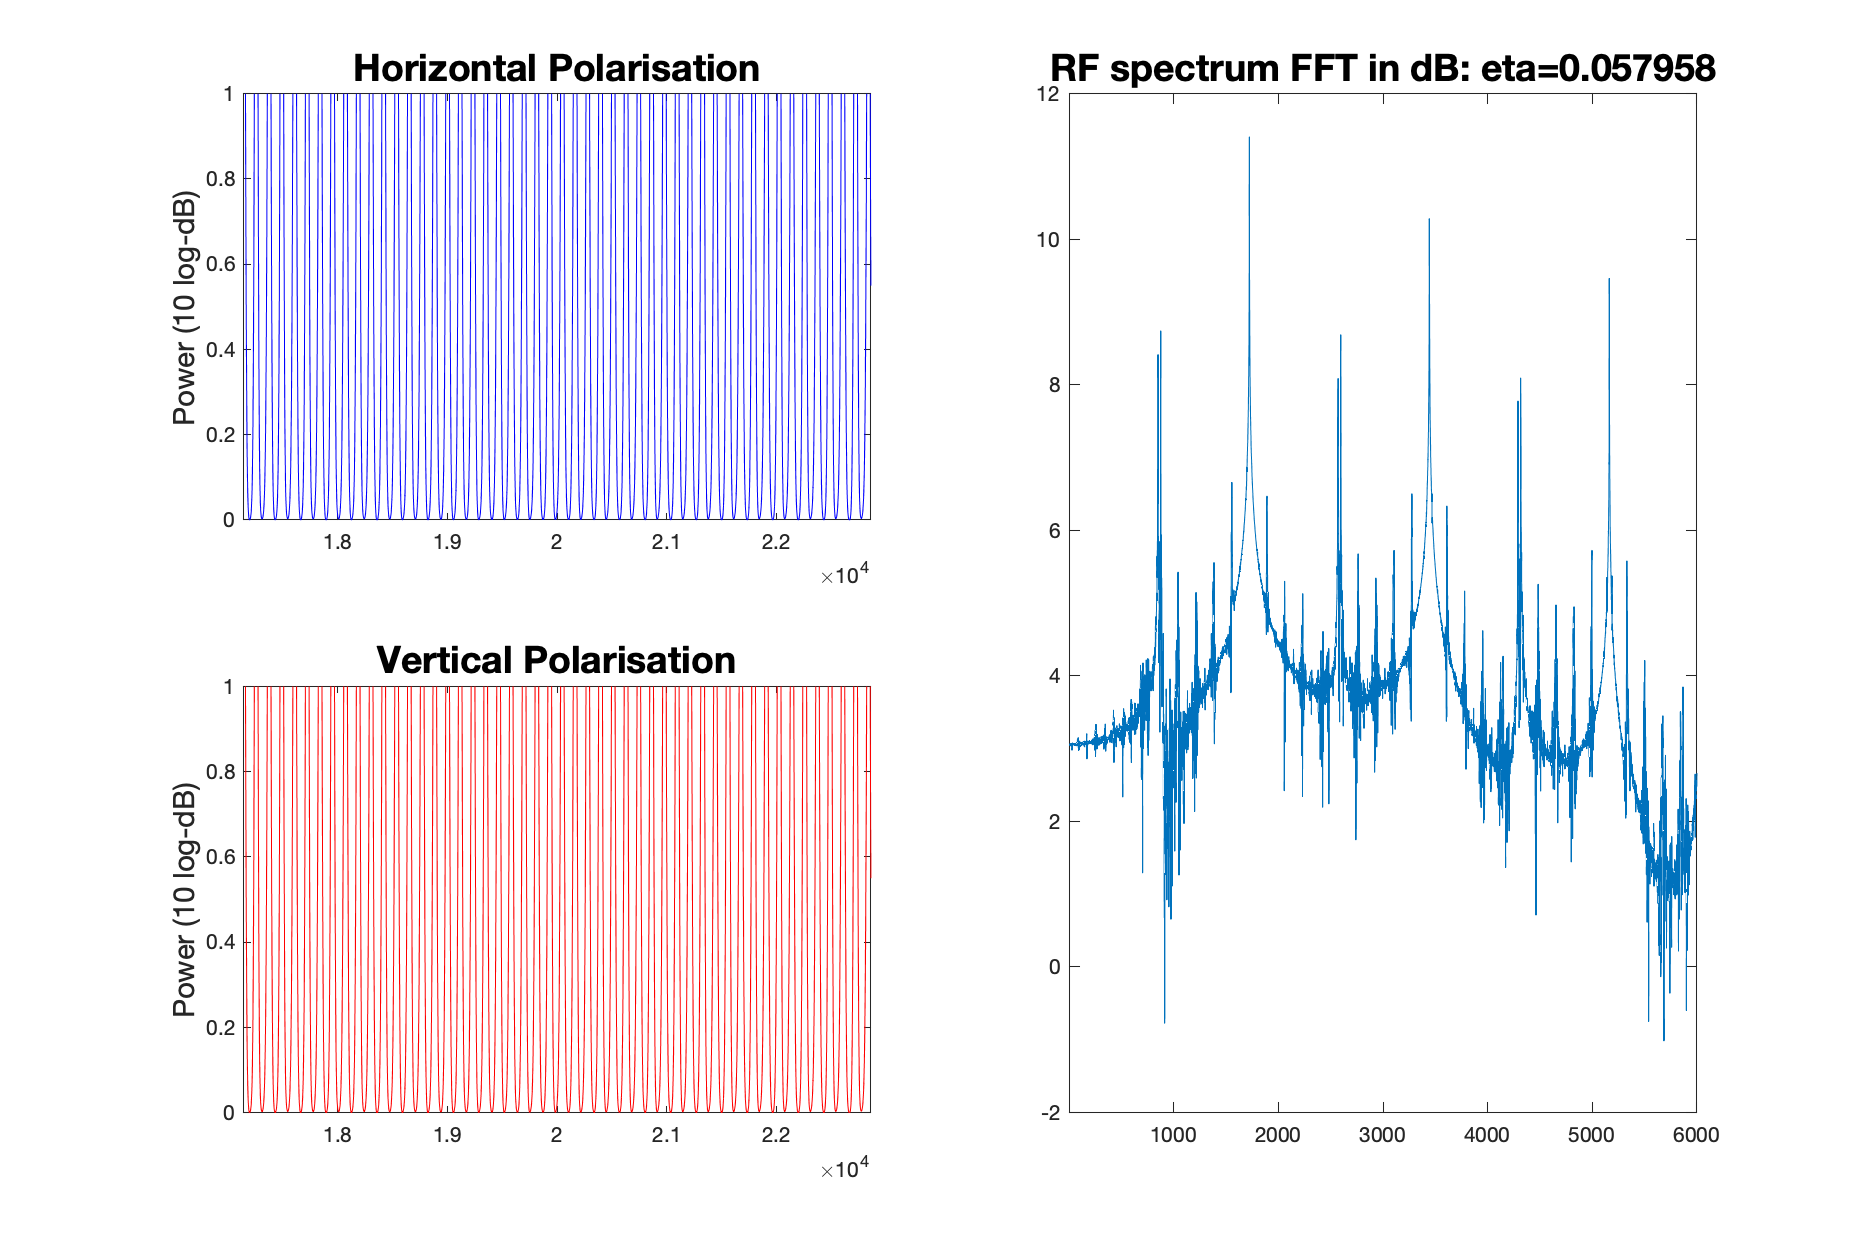 Horizontal Polarisation
Power (10 log-dB)
1
0.8
0.6
0.4
0.2
0
1.8 1.9 2 2.1 2.2
×10^4
Vertical Polarisation
Power (10 log-dB)
1
0.8
0.6
0.4
0.2
0
1.8 1.9 2 2.1 2.2
×10^4
RF spectrum FFT in dB: eta=0.057958
12
10
8
6
4
2
0
-2
1000 2000 3000 4000 5000 6000